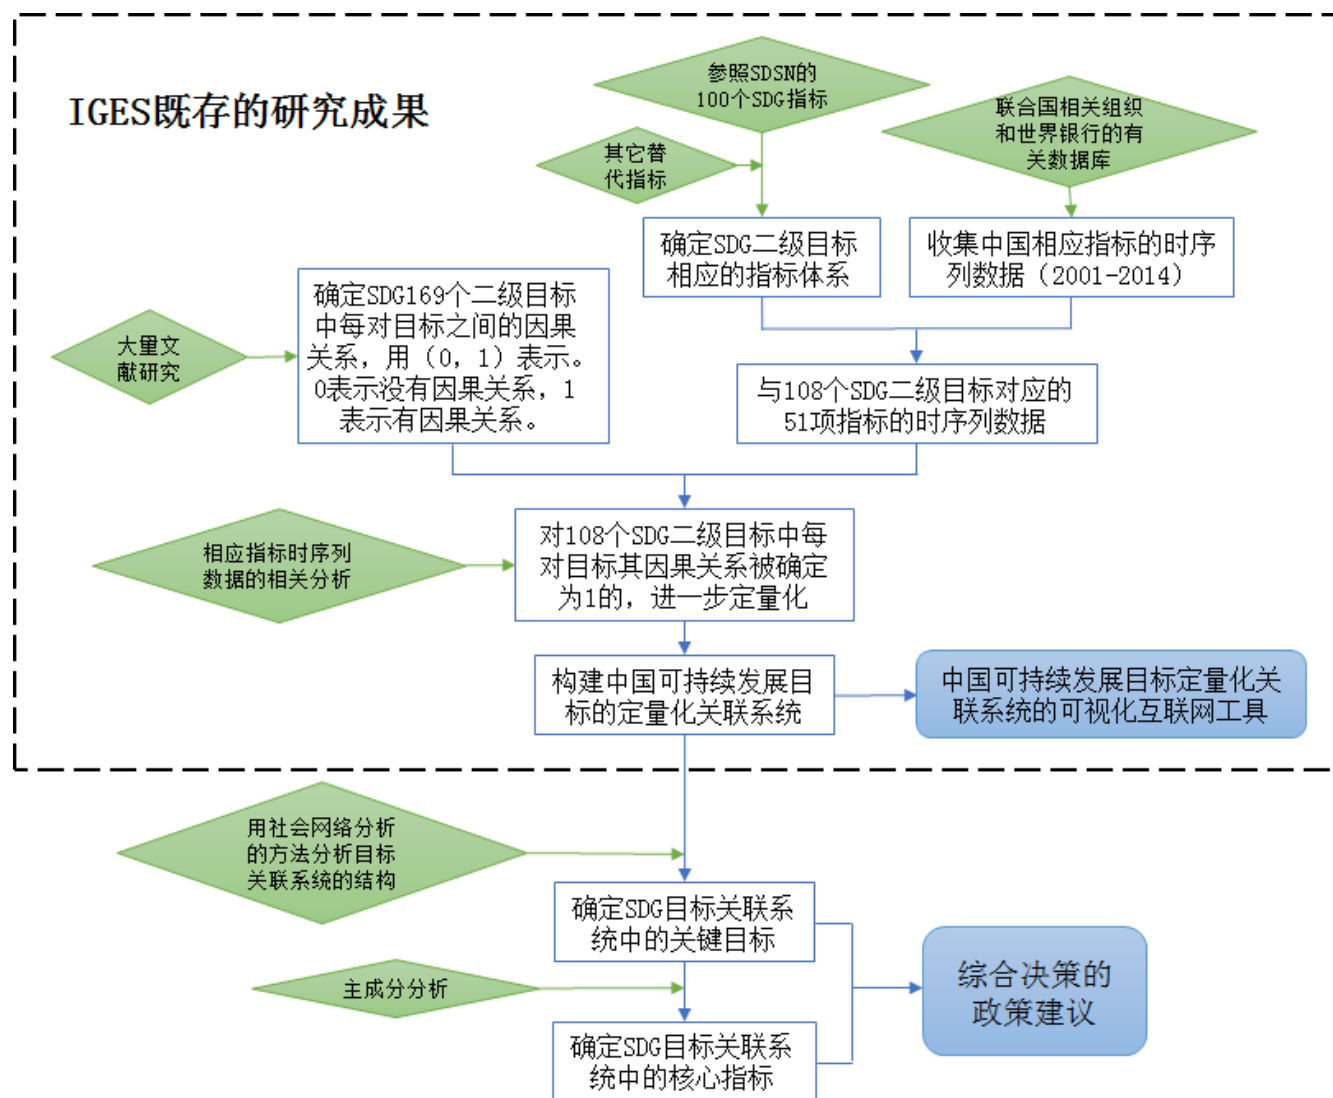 IGES既存的研究成果
参照SDSN的
100个SDG指标
联合国相关组织
和世界银行的有
关数据库
其它替
代指标
确定SDG二级目标
相应的指标体系
收集中国相应指标的时序
列数据（2001-2014）
大量文
献研究
确定SDG169个二级目标
中每对目标之间的因果
关系，用（0，1）表示。
0表示没有因果关系，1
表示有因果关系。
与108个SDG二级目标对应的
51项指标的时序列数据
相应指标时序列
数据的相关分析
对108个SDG二级目标中每
对目标其因果关系被确定
为1的，进一步定量化
构建中国可持续发展目
标的定量化关联系统
中国可持续发展目标定量化关
联系统的可视化互联网工具
用社会网络分析
的方法分析目标
关联系统的结构
确定SDG目标关联系
统中的关键目标
主成分分析
确定SDG目标关联系
统中的核心指标
综合决策的
政策建议